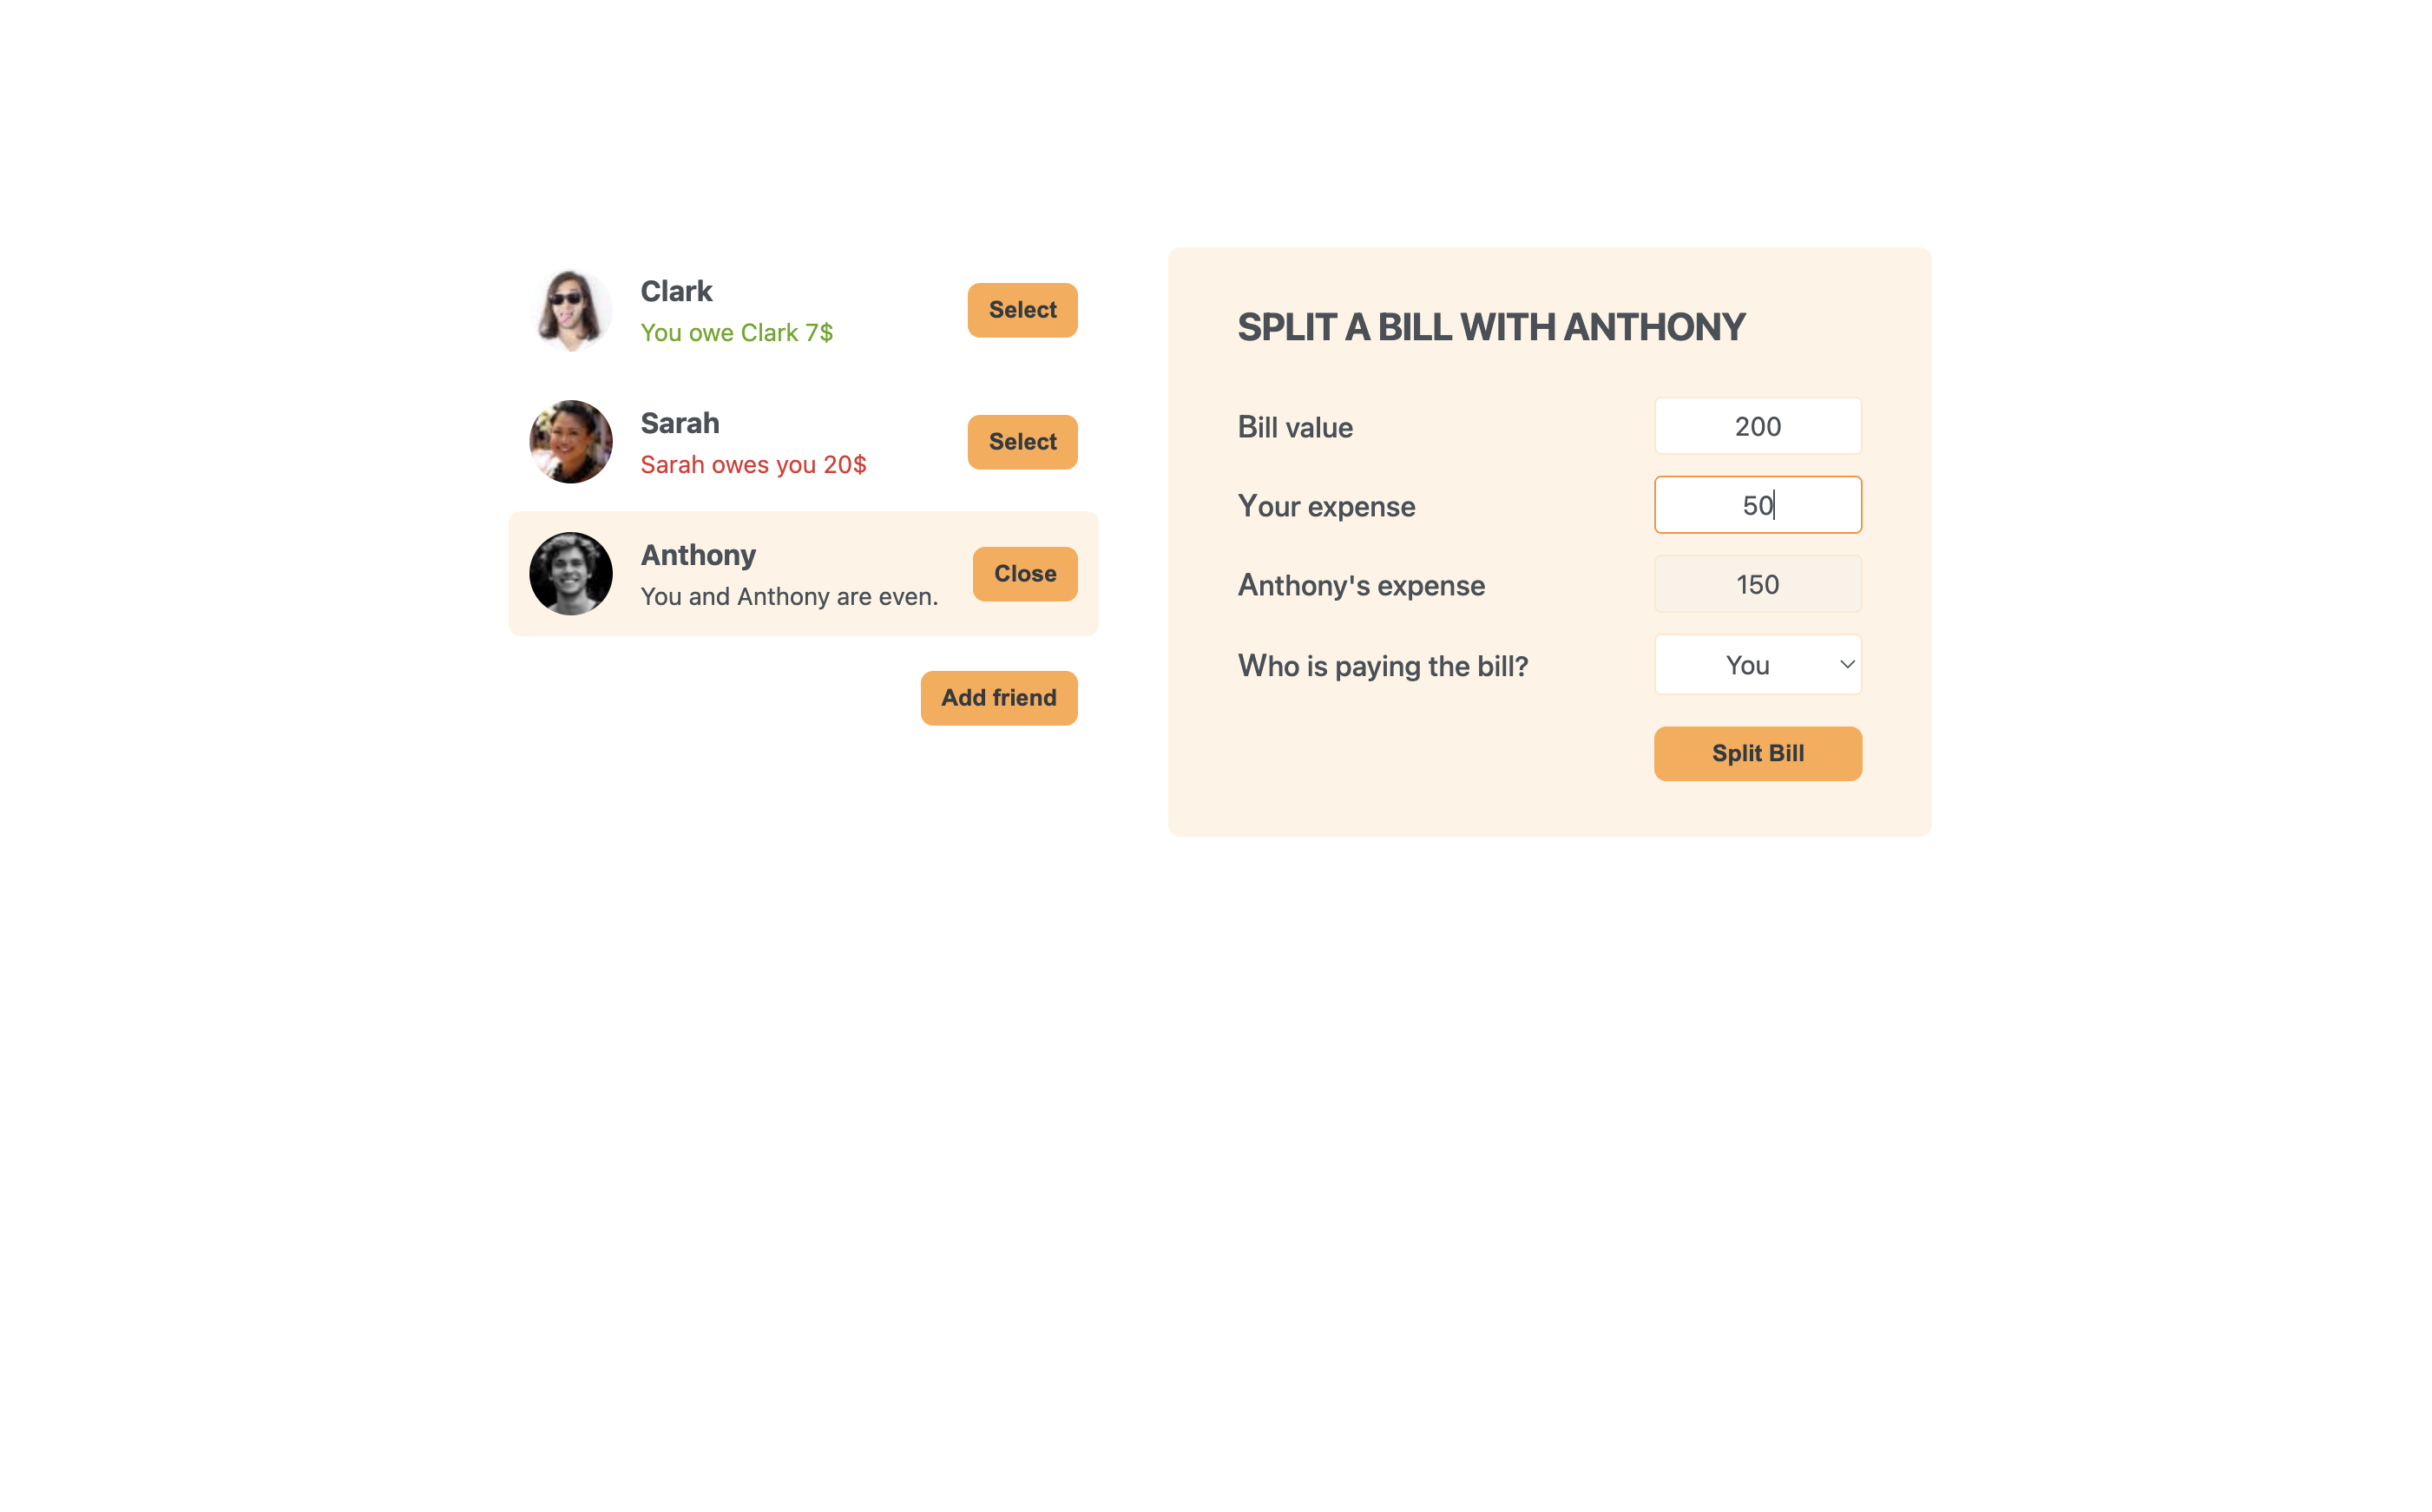 Clark
You owe Clark 7$
Select
Sarah
Sarah owes you 20$
Select
Anthony
You and Anthony are even.
Close
Add friend
SPLIT A BILL WITH ANTHONY
Bill value
200
Your expense
50
Anthony's expense
150
Who is paying the bill?
You
Split Bill